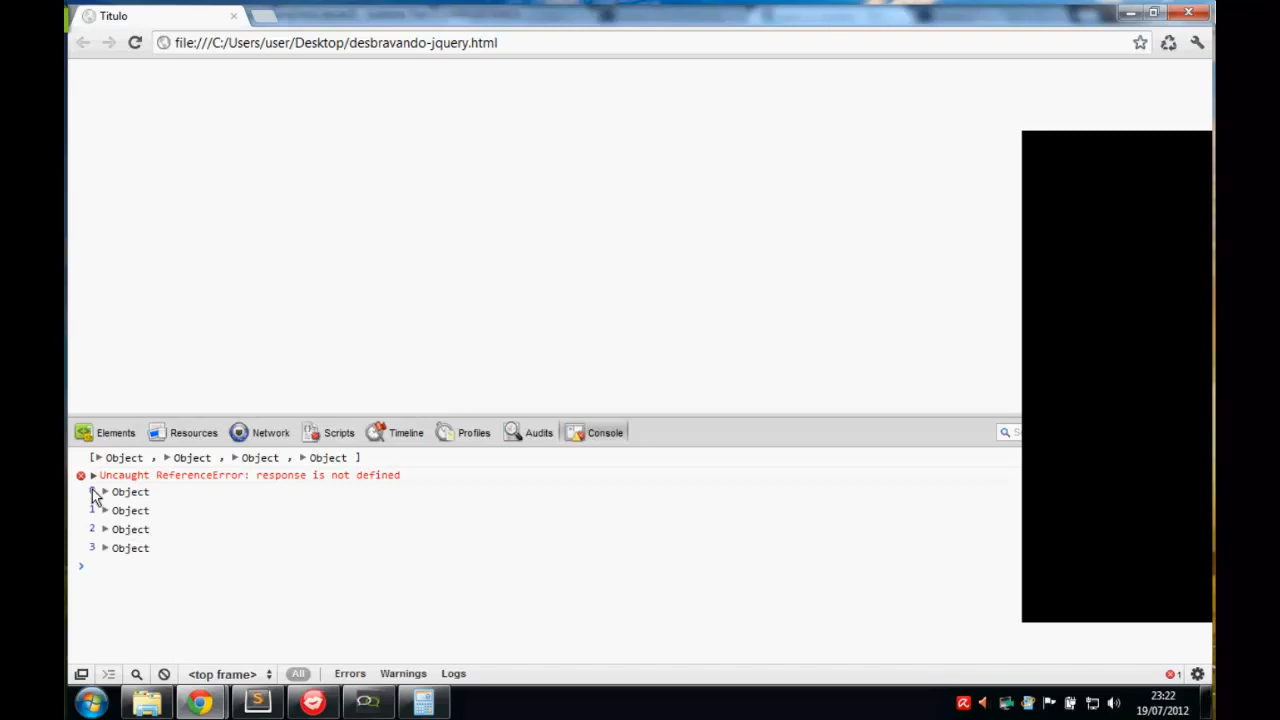 Titulo
file:///C:/Users/user/Desktop/desbravando-jquery.html
Elements Resources Network Scripts Timeline Profiles Audits Console
[▶ Object , ▶ Object , ▶ Object , ▶ Object ]
▶ Uncaught ReferenceError: response is not defined
▶ Object
1 ▶ Object
2 ▶ Object
3 ▶ Object
>
<top frame> All Errors Warnings Logs 1
23:22
19/07/2012